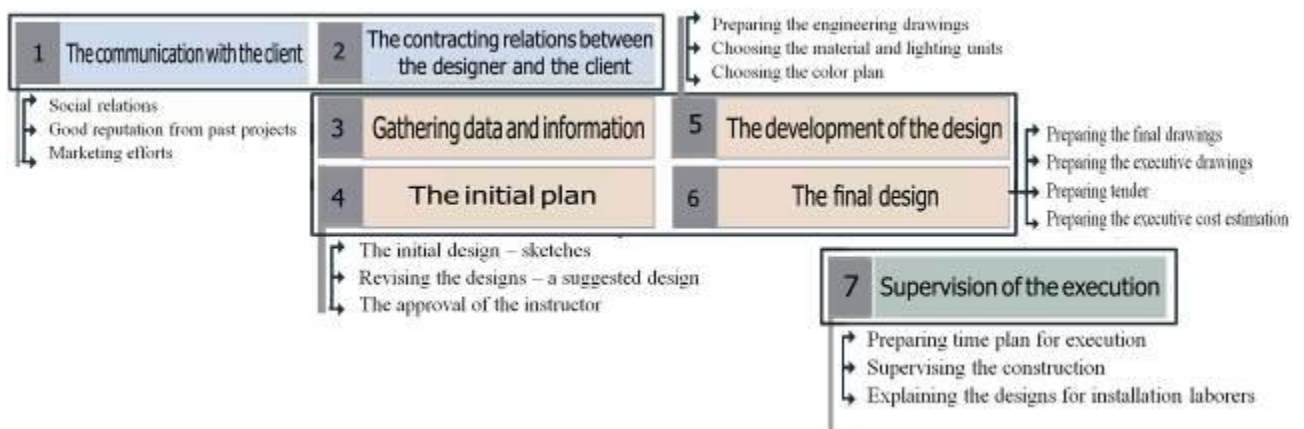 1 The communication with the client
Social relations
Good reputation from past projects
Marketing efforts
2 The contracting relations between
the designer and the client
3 Gathering data and information
4 The initial plan
The initial design – sketches
Revising the designs – a suggested design
The approval of the instructor
Preparing the engineering drawings
Choosing the material and lighting units
Choosing the color plan
5 The development of the design
6 The final design
Preparing the final drawings
Preparing the executive drawings
Preparing tender
Preparing the executive cost estimation
7 Supervision of the execution
Preparing time plan for execution
Supervising the construction
Explaining the designs for installation laborers